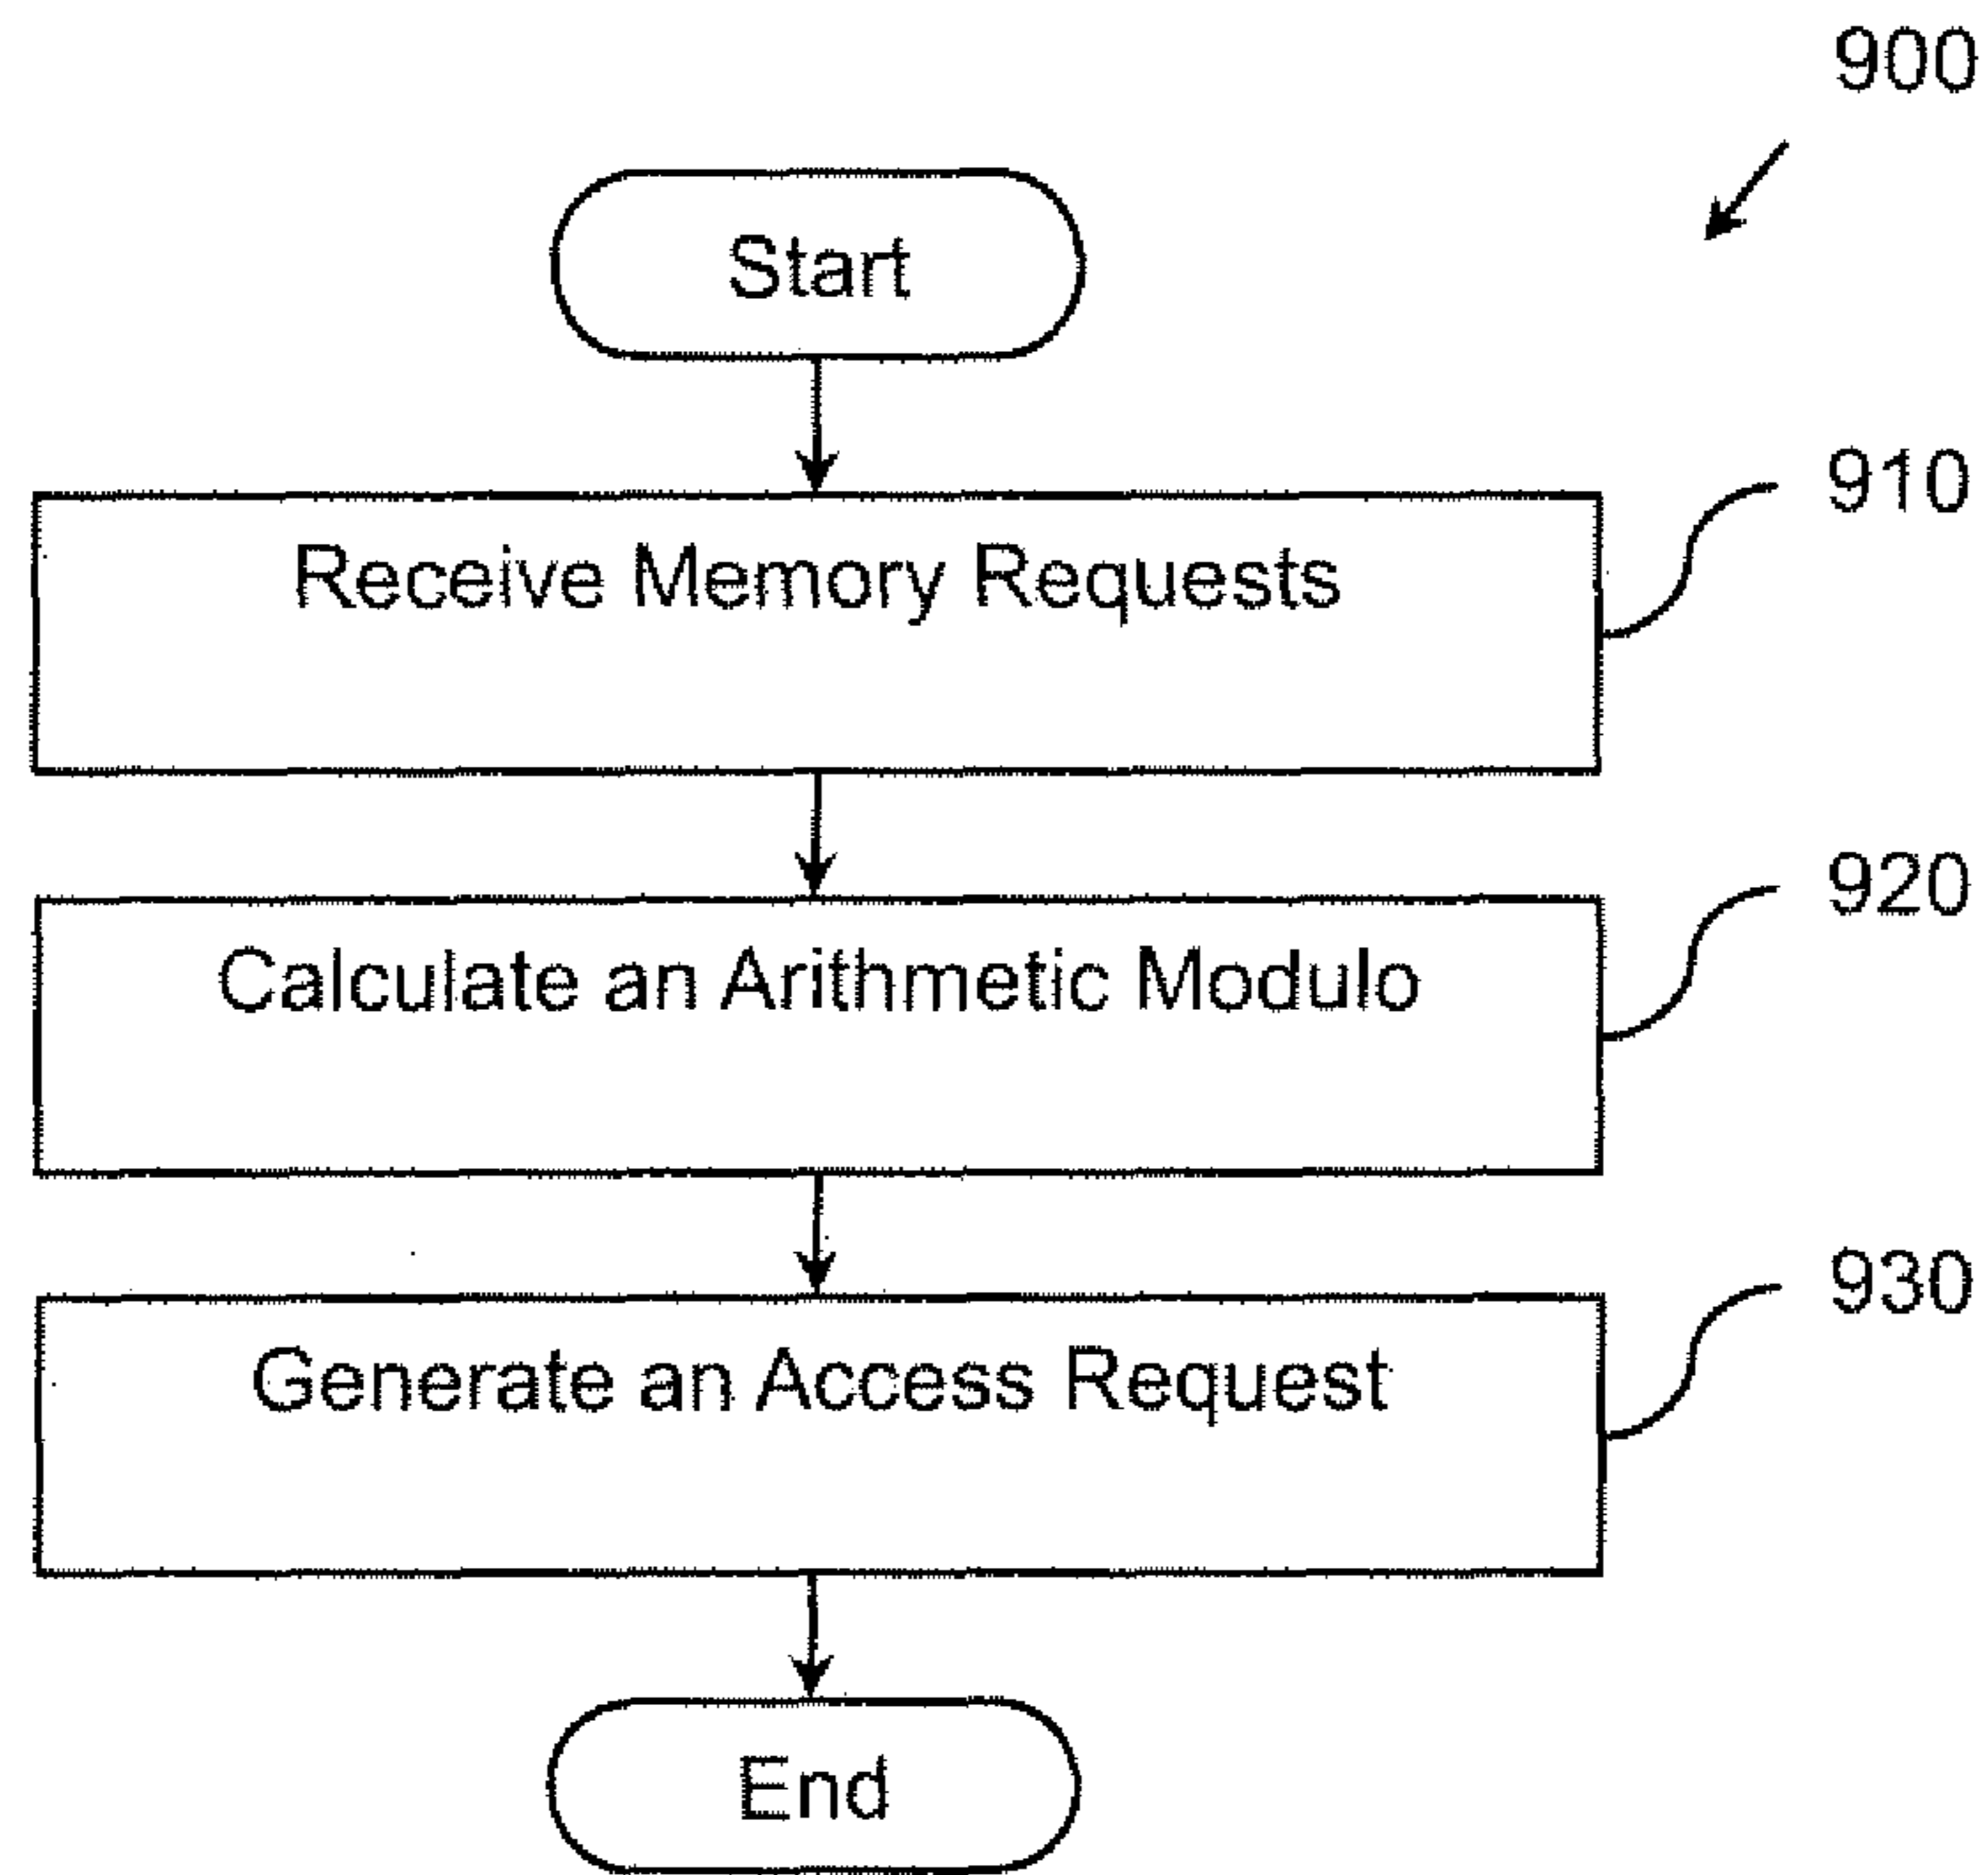 900
Start
Receive Memory Requests
910
Calculate an Arithmetic Modulo
920
Generate an Access Request
930
End